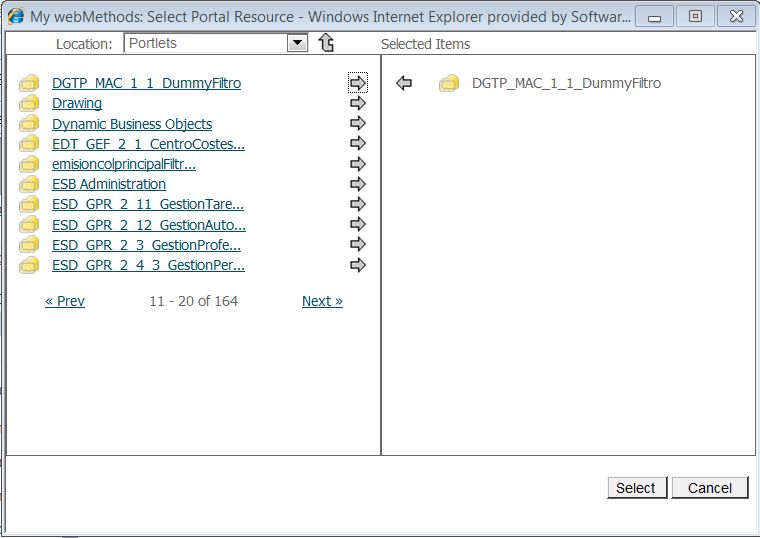 My webMethods: Select Portal Resource - Windows Internet Explorer provided by Softwar...
Location: Portlets
Selected Items
DGTP_MAC_1_1_DummyFiltro
Drawing
Dynamic Business Objects
EDT_GEF_2_1_CentroCostes...
emisioncolprincipalFiltr...
ESB Administration
ESD_GPR_2_11_GestionTare...
ESD_GPR_2_12_GestionAuto...
ESD_GPR_2_3_GestionProfe...
ESD_GPR_2_4_3_GestionPer...
« Prev 11 - 20 of 164 Next »
DGTP_MAC_1_1_DummyFiltro
Select Cancel